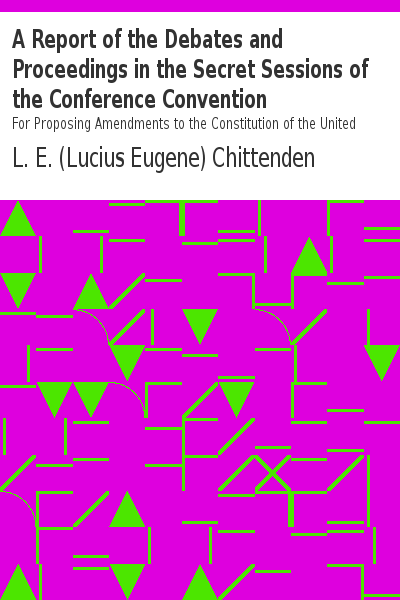 A Report of the Debates and
Proceedings in the Secret Sessions of
the Conference Convention
For Proposing Amendments to the Constitution of the United
L. E. (Lucius Eugene) Chittenden